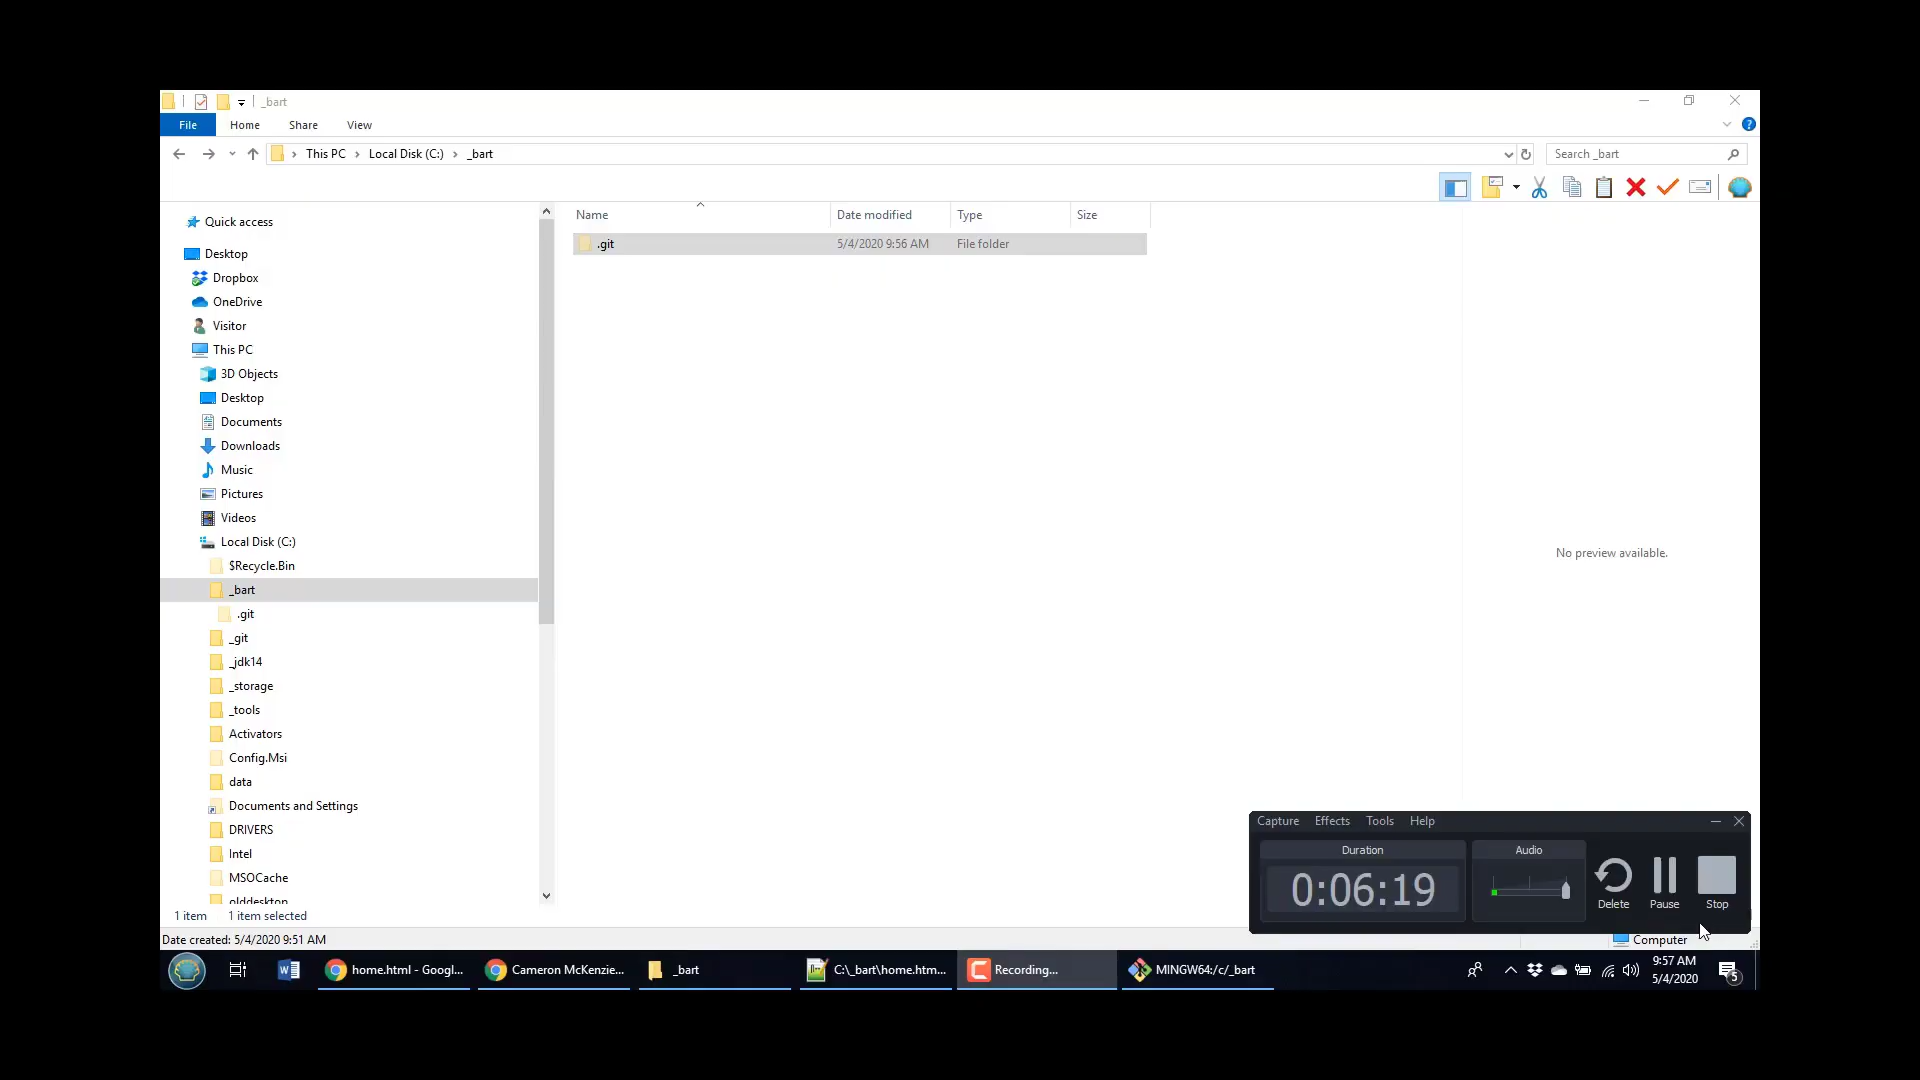 _bart
File Home Share View
This PC Local Disk (C:) _bart
Search _bart
Quick access
Desktop
Dropbox
OneDrive
Visitor
This PC
3D Objects
Desktop
Documents
Downloads
Music
Pictures
Videos
Local Disk (C:)
$Recycle.Bin
_bart
.git
_git
_jdk14
_storage
_tools
Activators
Config.Msi
data
Documents and Settings
DRIVERS
Intel
MSOCache
olddesktop
Name Date modified Type Size
.git 5/4/2020 9:56 AM File folder
No preview available.
Capture Effects Tools Help
Duration Audio
0:06:19
Delete Pause Stop
1 item 1 item selected
Date created: 5/4/2020 9:51 AM
Computer
home.html - Googl...
Cameron McKenzie...
_bart
C:\_bart\home.htm...
Recording...
MINGW64:/c/_bart
9:57 AM
5/4/2020
5